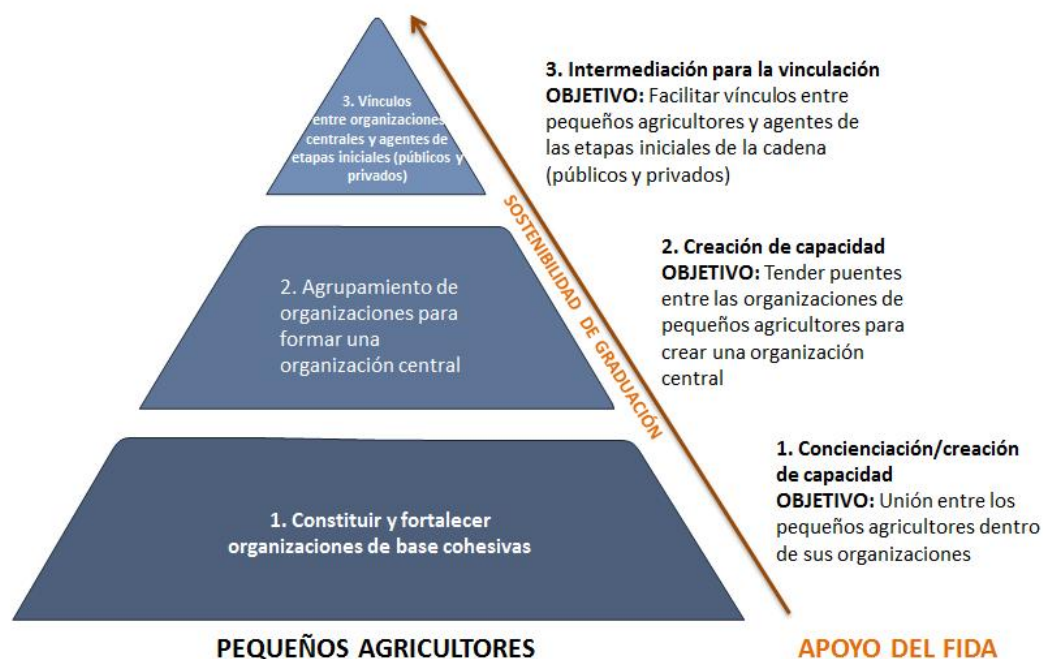 3. Vínculos
entre organizaciones
centrales y agentes de
etapas iniciales (públicos y
privados)
3. Intermediación para la vinculación
OBJETIVO: Facilitar vínculos entre
pequeños agricultores y agentes de
las etapas iniciales de la cadena
(públicos y privados)
SOSTENIBILIDAD DE GRADUACIÓN
2. Agrupamiento de
organizaciones para
formar una
organización central
2. Creación de capacidad
OBJETIVO: Tender puentes
entre las organizaciones de
pequeños agricultores para
crear una organización
central
1. Constituir y fortalecer
organizaciones de base cohesivas
1. Concienciación/creación
de capacidad
OBJETIVO: Unión entre los
pequeños agricultores dentro
de sus organizaciones
PEQUEÑOS AGRICULTORES
APOYO DEL FIDA